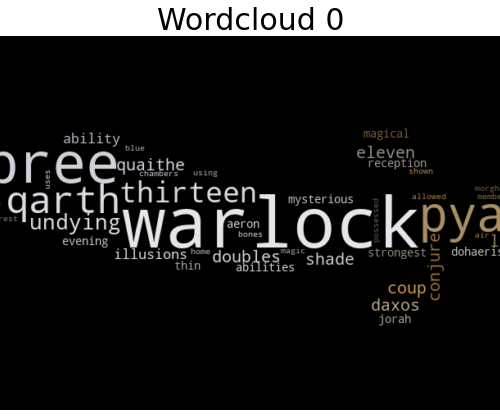 Wordcloud 0
magical
ability
blue
eleven
pree
quaithe
reception
chambers
using
shown
uses
morgh
qarth
thirteen
mysterious
allowed
membe
rest
undying
warlock
aeron
possessed
pya
bones
air
l
evening
illusions
home
doubles
magic
shade
strongest
conjure
dohaeris
thin
abilities
coup
daxos
jorah